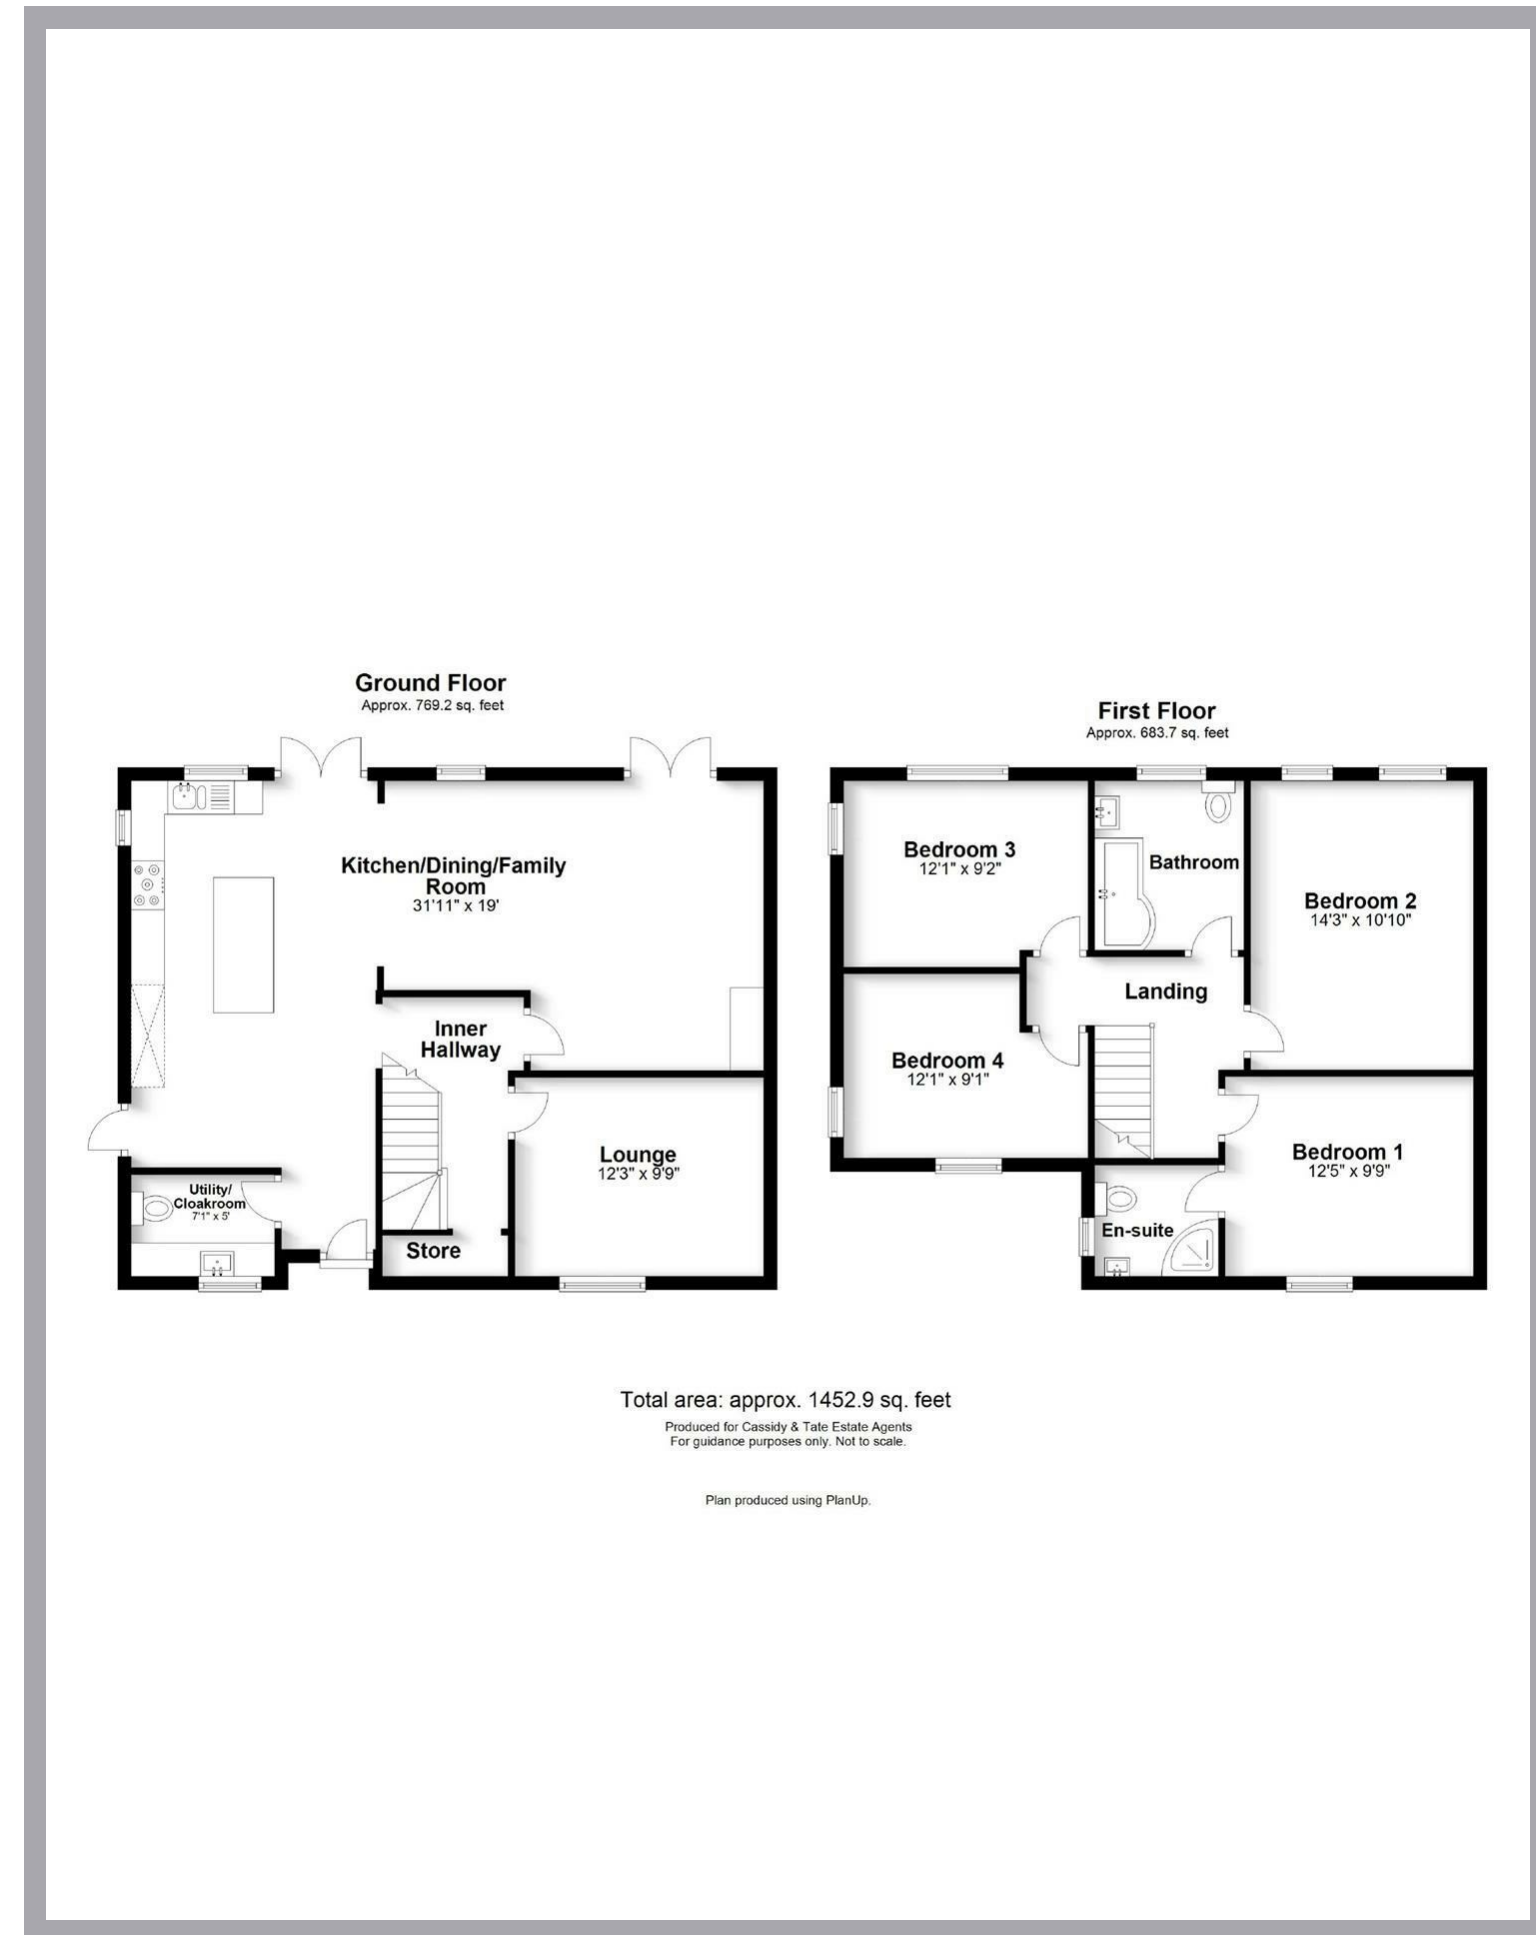 Ground Floor
Approx. 769.2 sq. feet
Kitchen/Dining/Family
Room
31'11" x 19'
Inner
Hallway
Lounge
12'3" x 9'9"
Utility/
Cloakroom
7'1" x 5'
Store
First Floor
Approx. 683.7 sq. feet
Bedroom 3
12'1" x 9'2"
Bathroom
Bedroom 2
14'3" x 10'10"
Landing
Bedroom 4
12'1" x 9'1"
Bedroom 1
12'5" x 9'9"
En-suite
Total area: approx. 1452.9 sq. feet
Produced for Cassidy & Tate Estate Agents
For guidance purposes only. Not to scale.
Plan produced using PlanUp.